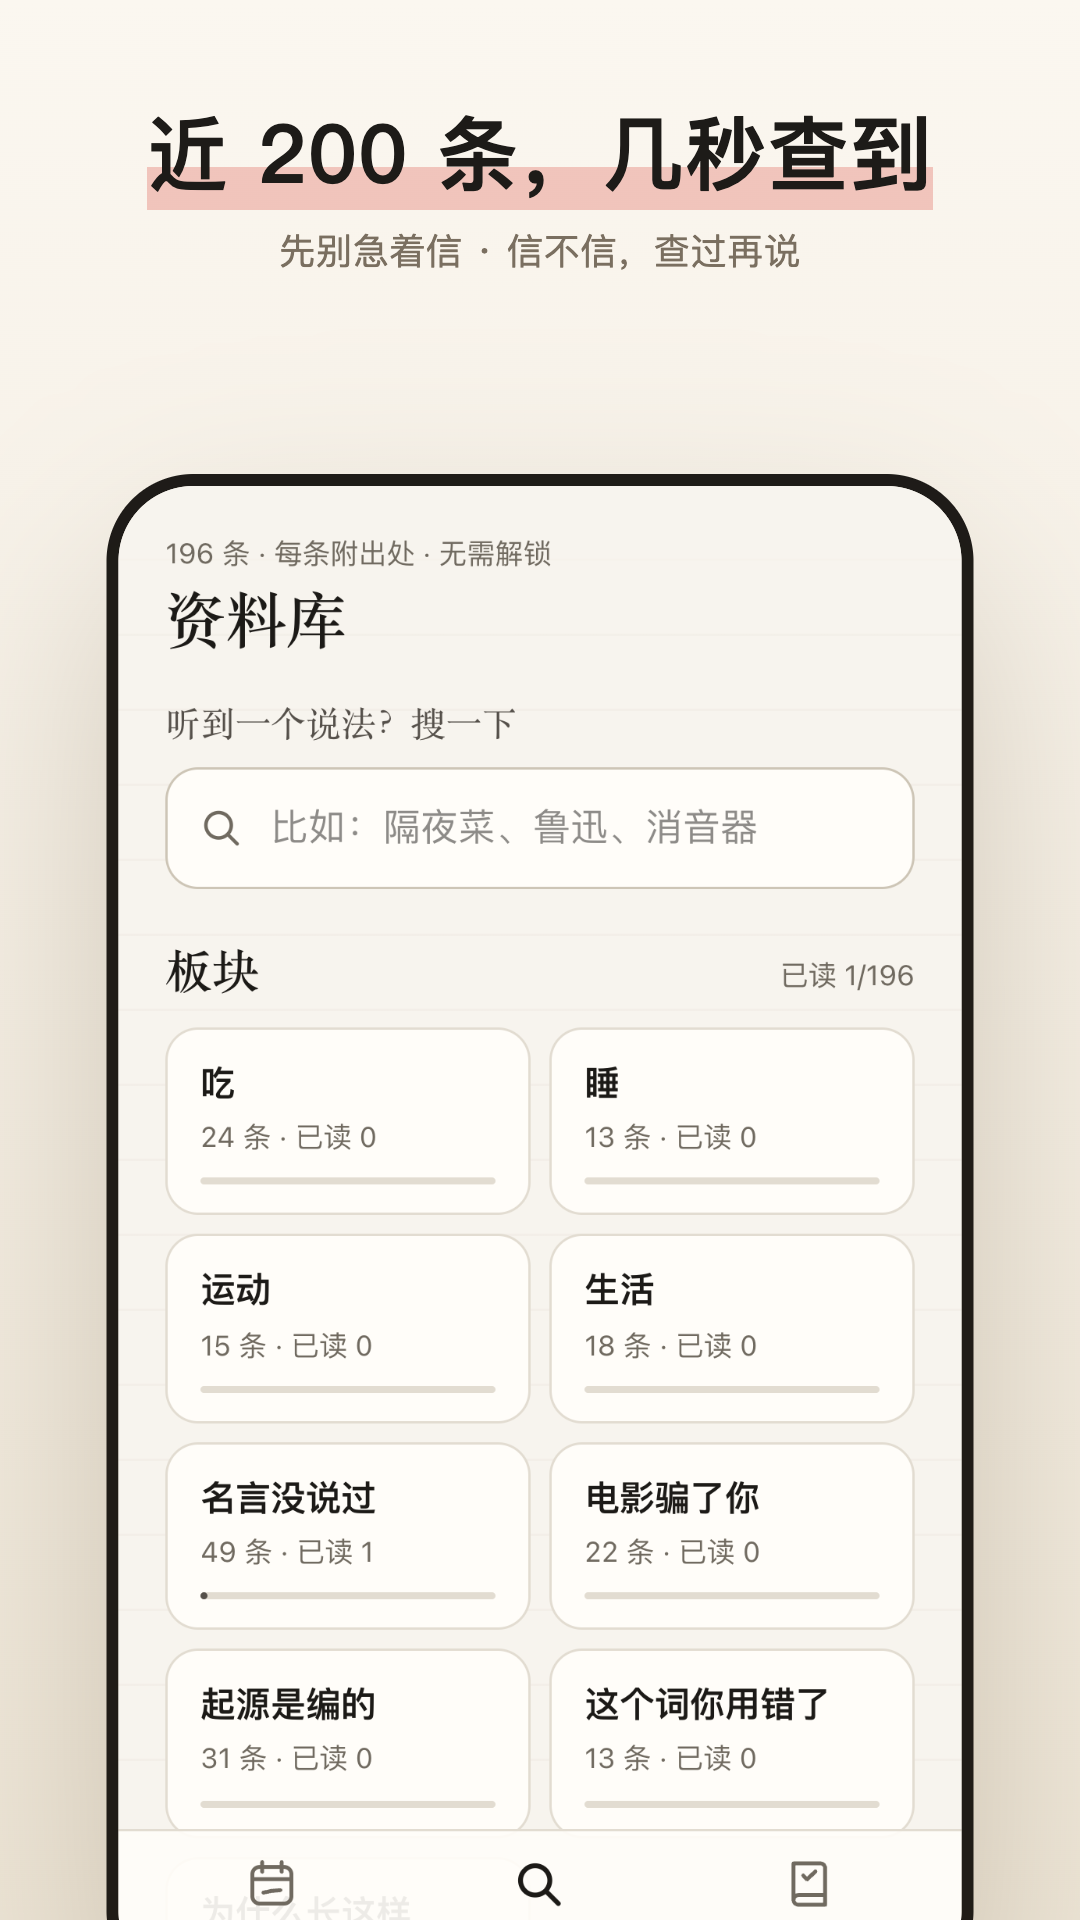 近 200 条，几秒查到
先别急着信 · 信不信，查过再说
196 条 · 每条附出处 · 无需解锁
资料库
听到一个说法？搜一下
比如：隔夜菜、鲁迅、消音器
板块
已读 1/196
吃
24 条 · 已读 0
睡
13 条 · 已读 0
运动
15 条 · 已读 0
生活
18 条 · 已读 0
名言没说过
49 条 · 已读 1
电影骗了你
22 条 · 已读 0
起源是编的
31 条 · 已读 0
这个词你用错了
13 条 · 已读 0
为什么长这样